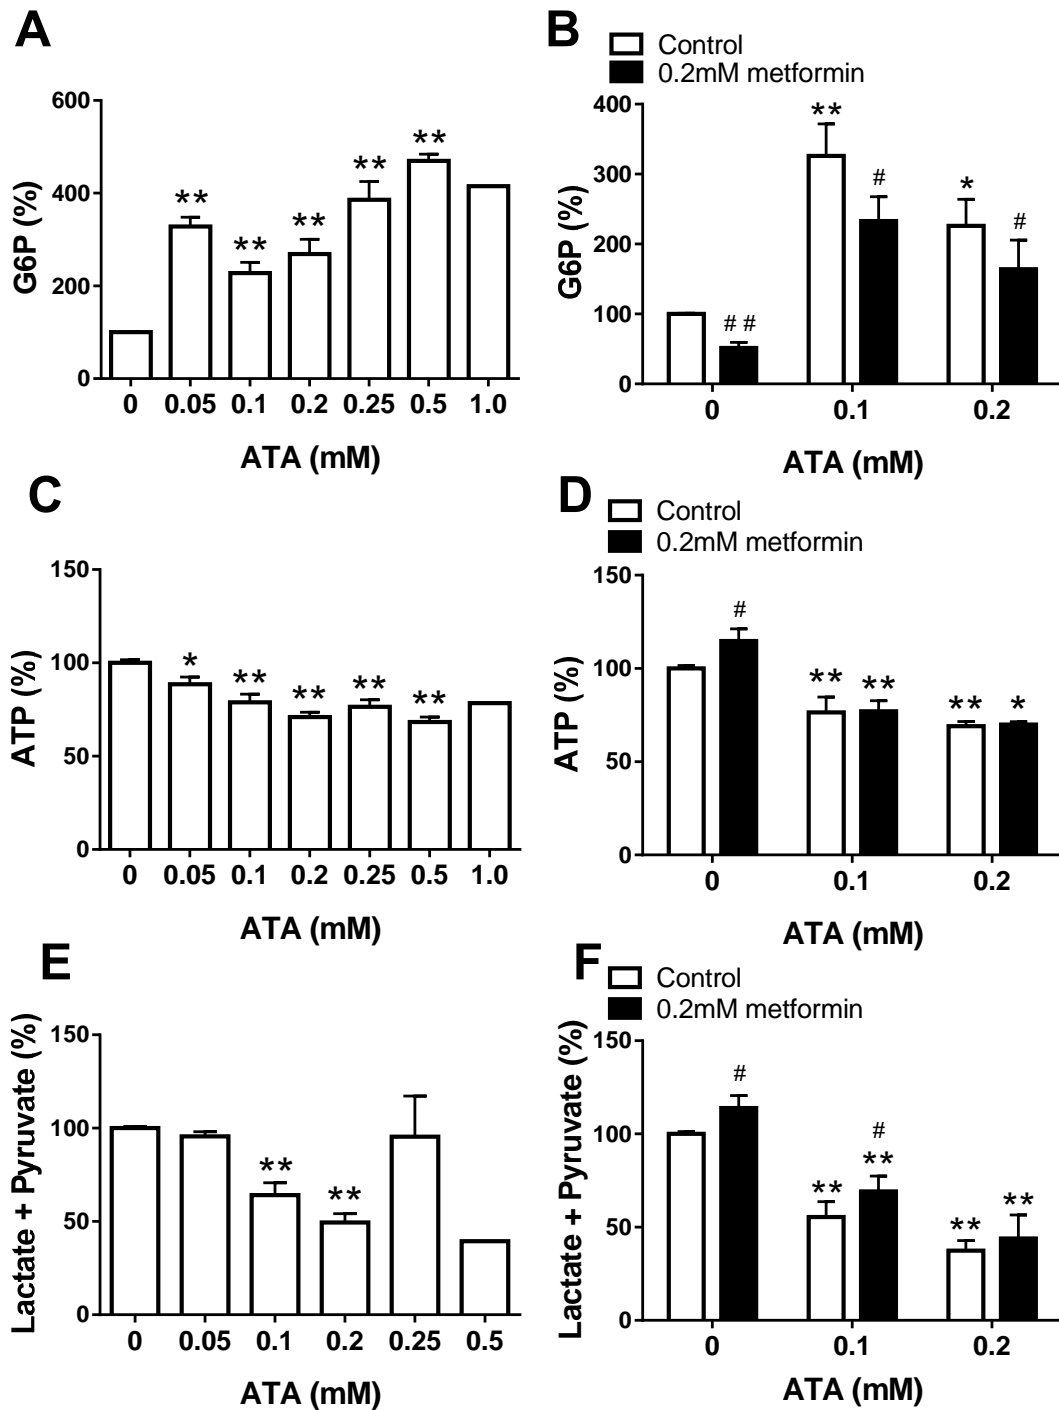 A
G6P (%)
600
400
200
0
** ** ** ** **
0 0.05 0.1 0.2 0.25 0.5 1.0
ATA (mM)
B
Control
0.2mM metformin
G6P (%)
400
300
200
100
0
## ** # * #
0 0.1 0.2
ATA (mM)
C
ATP (%)
150
100
50
0
* ** ** ** **
0 0.05 0.1 0.2 0.25 0.5 1.0
ATA (mM)
D
Control
0.2mM metformin
ATP (%)
150
100
50
0
# ** ** ** *
0 0.1 0.2
ATA (mM)
E
Lactate + Pyruvate (%)
150
100
50
0
** **
0 0.05 0.1 0.2 0.25 0.5
ATA (mM)
F
Control
0.2mM metformin
Lactate + Pyruvate (%)
150
100
50
0
# #
** ** ** **
0 0.1 0.2
ATA (mM)